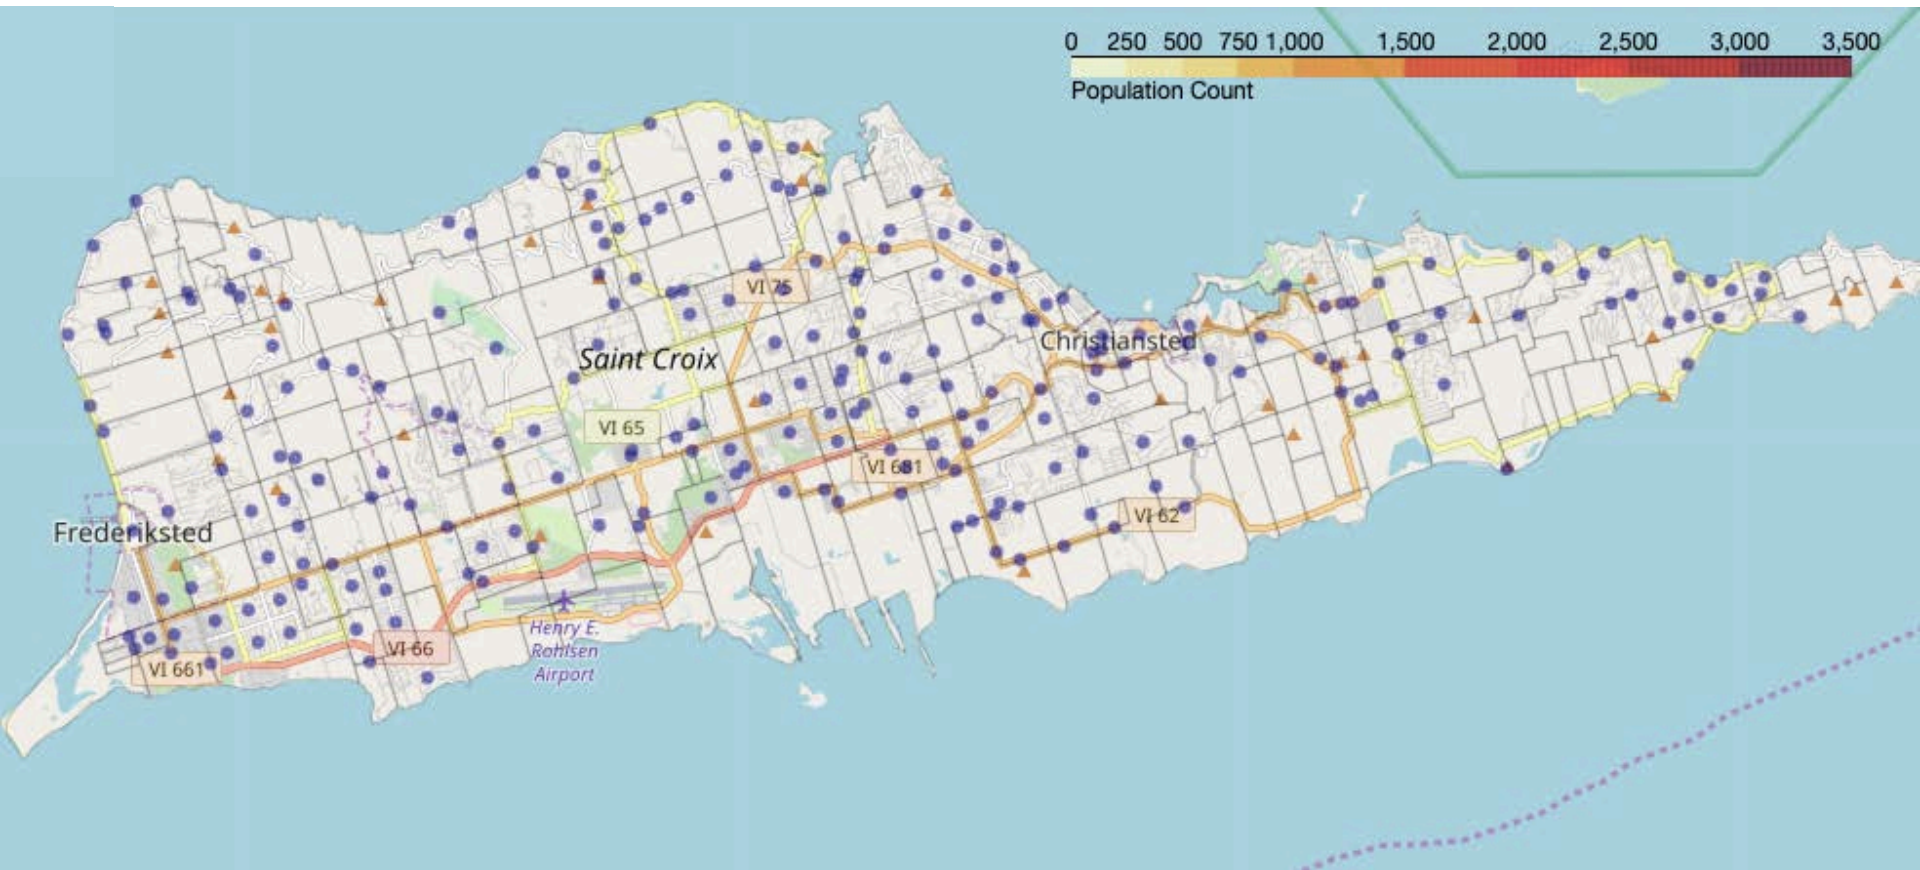 0 250 500 750 1,000 1,500 2,000 2,500 3,000 3,500
Population Count
VI 75
Christiansted
Saint Croix
VI 65
VI 681
VI 62
Frederiksted
VI 66
VI 661
Henry E.
Rohlsen
Airport